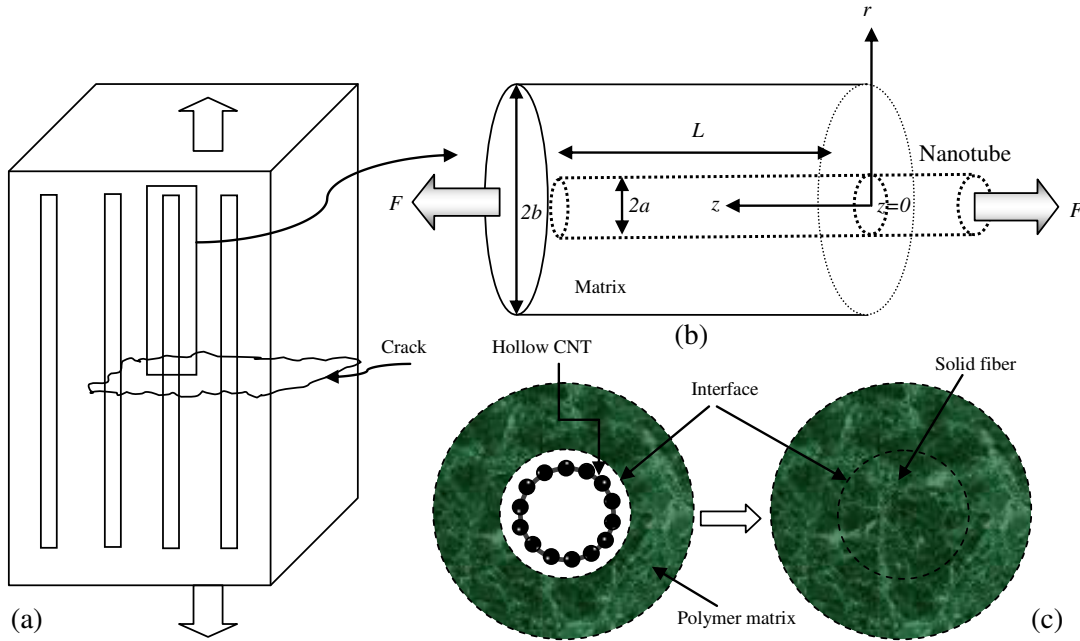 r
L
Nanotube
F
2b
2a
z
z=0
F
Matrix
(b)
Crack
Hollow CNT
Interface
Solid fiber
Polymer matrix
(a)
(c)